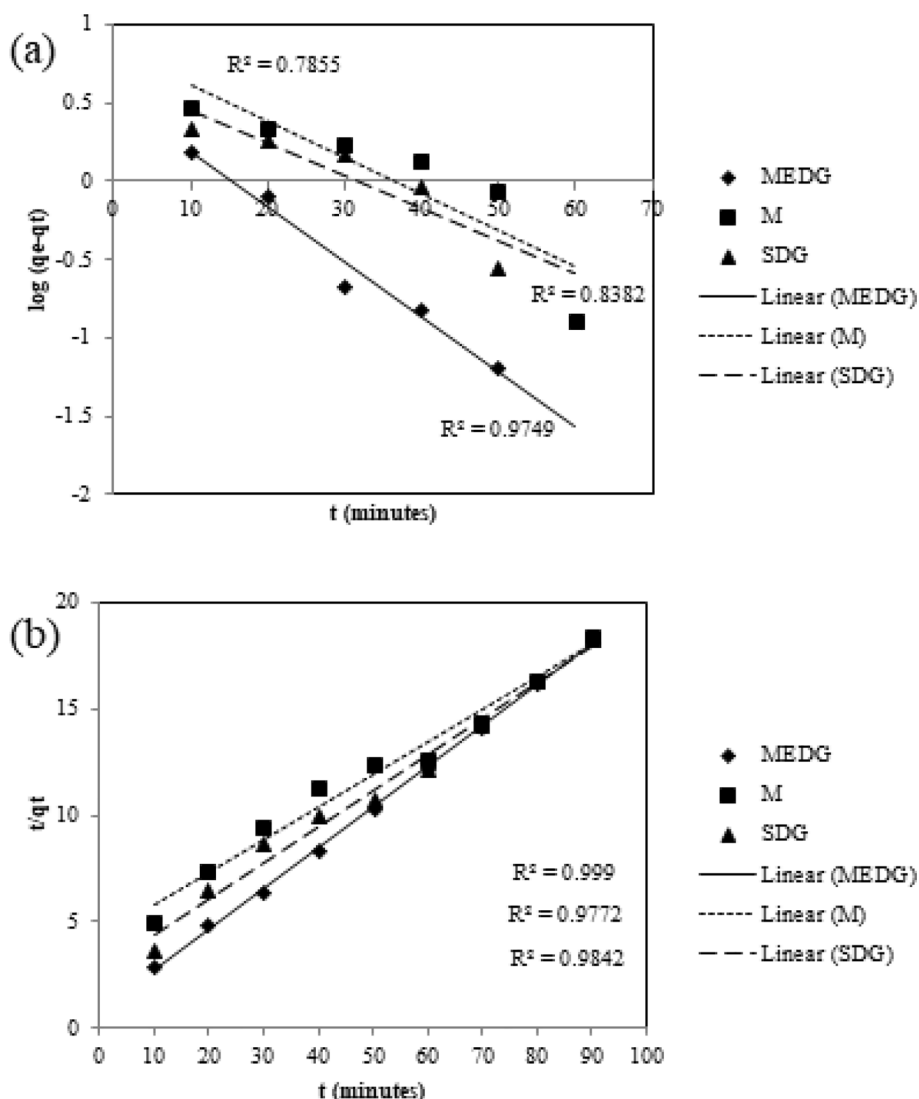 (a)
1
0.5
0
-0.5
-1
-1.5
-2
log (qe-qt)
0 10 20 30 40 50 60 70
t (minutes)
R² = 0.7855
R² = 0.8382
R² = 0.9749
MEDG
M
SDG
Linear (MEDG)
Linear (M)
Linear (SDG)
(b)
20
15
10
5
0
t/qt
0 10 20 30 40 50 60 70 80 90 100
t (minutes)
R² = 0.999
R² = 0.9772
R² = 0.9842
MEDG
M
SDG
Linear (MEDG)
Linear (M)
Linear (SDG)